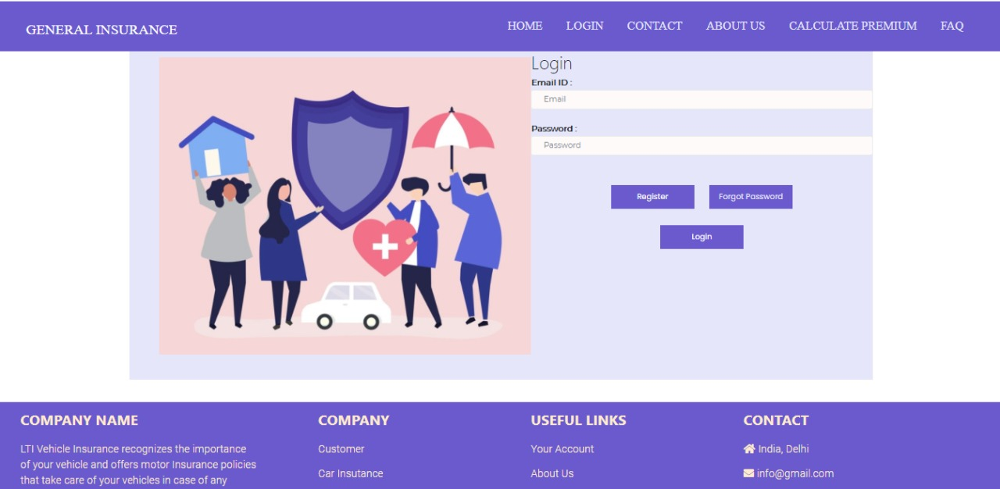 GENERAL INSURANCE
HOME LOGIN CONTACT ABOUT US CALCULATE PREMIUM FAQ
Login
Email ID :
Email
Password :
Password
Register Forgot Password
Login
COMPANY NAME
LTI Vehicle Insurance recognizes the importance
of your vehicle and offers motor Insurance policies
that take care of your vehicles in case of any
COMPANY
Customer
Car Insutance
USEFUL LINKS
Your Account
About Us
CONTACT
India, Delhi
info@gmail.com